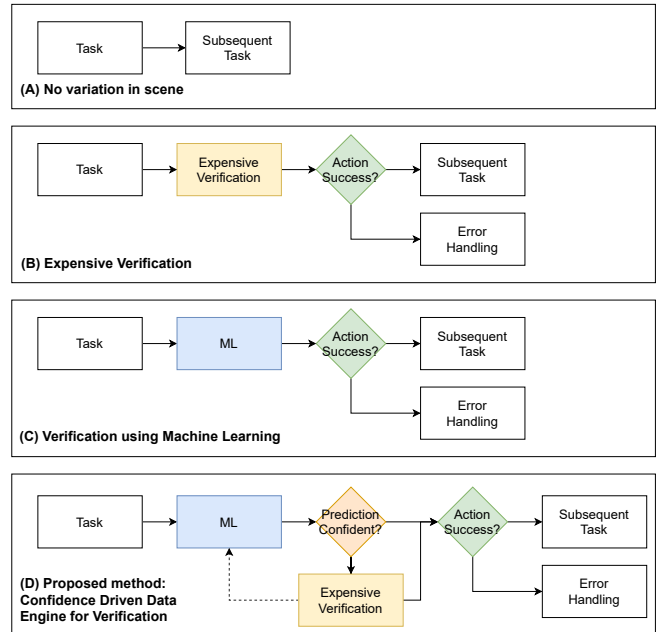 Task
Subsequent
Task
(A) No variation in scene
Task
Expensive
Verification
Action
Success?
Subsequent
Task
Error
Handling
(B) Expensive Verification
Task
ML
Action
Success?
Subsequent
Task
Error
Handling
(C) Verification using Machine Learning
Task
ML
Prediction
Confident?
Action
Success?
Subsequent
Task
Expensive
Verification
Error
Handling
(D) Proposed method:
Confidence Driven Data
Engine for Verification